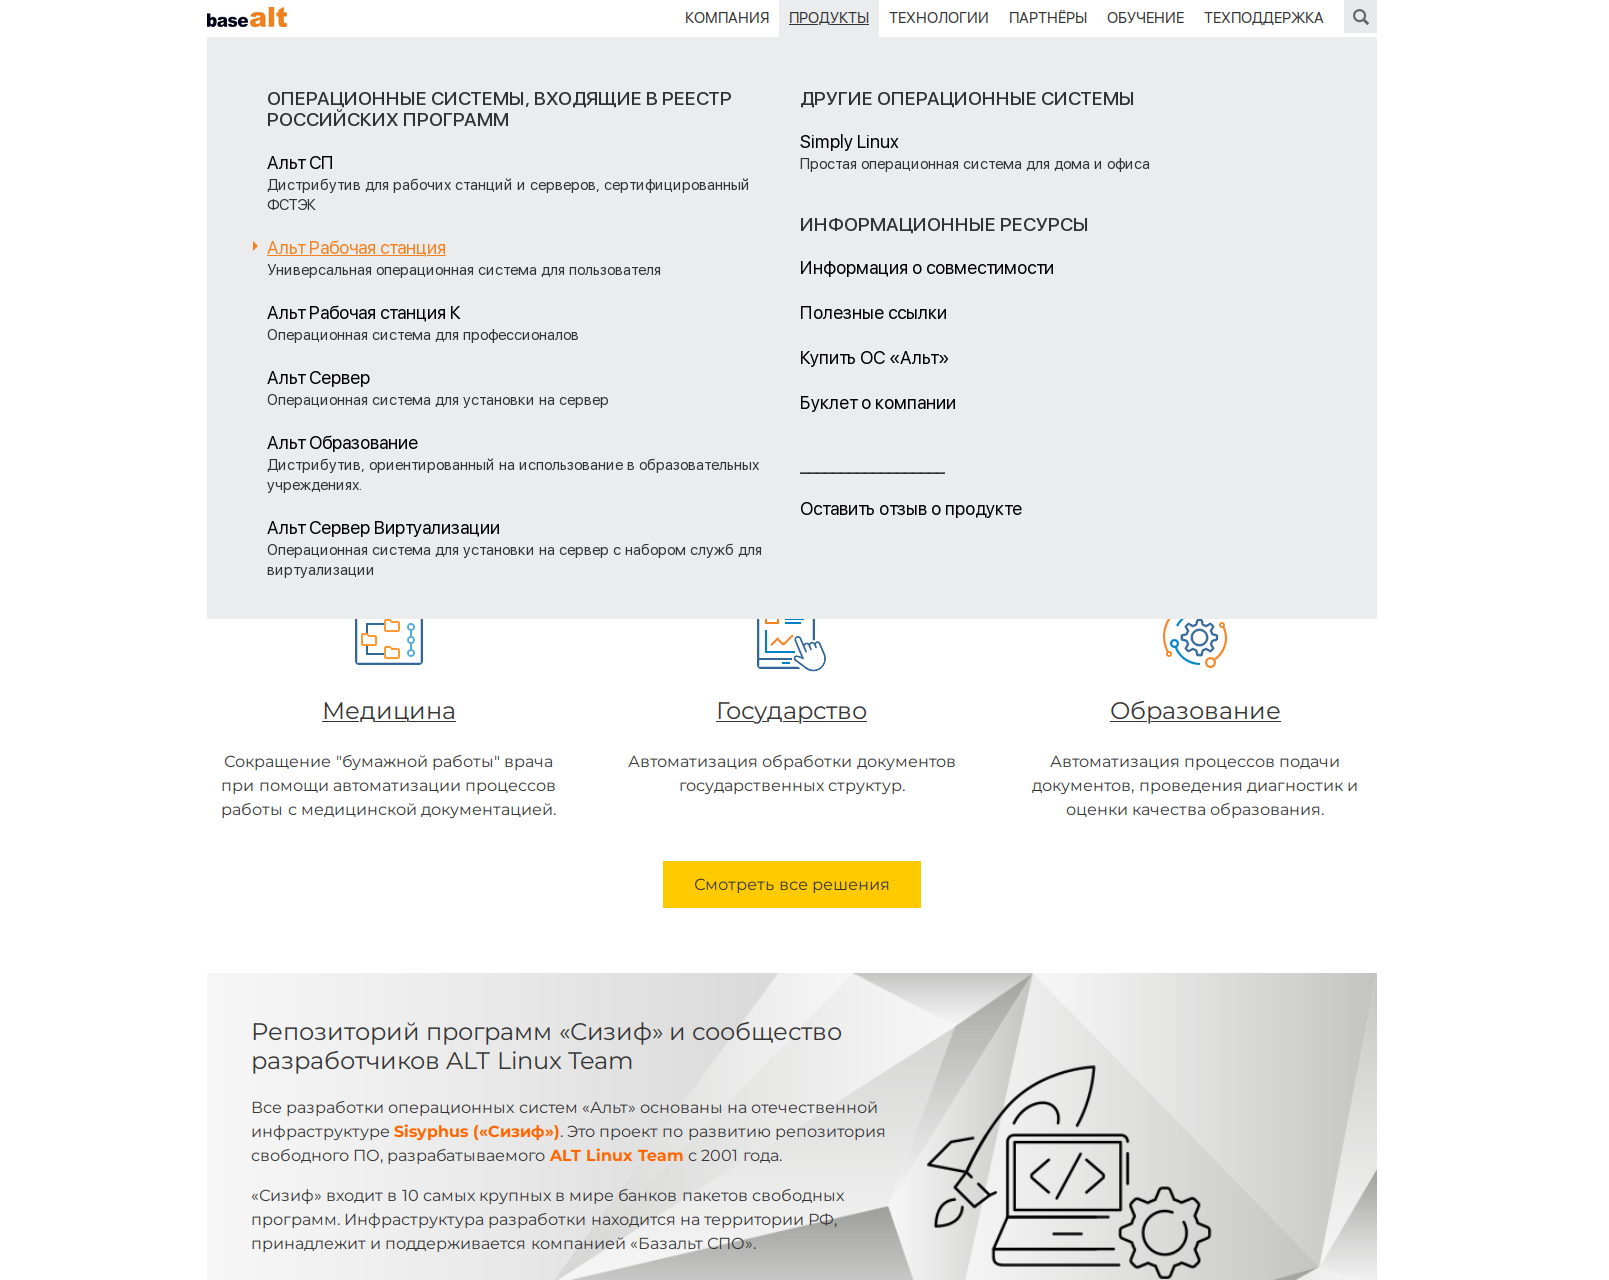 basealt
КОМПАНИЯ ПРОДУКТЫ ТЕХНОЛОГИИ ПАРТНЁРЫ ОБУЧЕНИЕ ТЕХПОДДЕРЖКА
ОПЕРАЦИОННЫЕ СИСТЕМЫ, ВХОДЯЩИЕ В РЕЕСТР
РОССИЙСКИХ ПРОГРАММ
Альт СП
Дистрибутив для рабочих станций и серверов, сертифицированный
ФСТЭК
Альт Рабочая станция
Универсальная операционная система для пользователя
Альт Рабочая станция К
Операционная система для профессионалов
Альт Сервер
Операционная система для установки на сервер
Альт Образование
Дистрибутив, ориентированный на использование в образовательных
учреждениях.
Альт Сервер Виртуализации
Операционная система для установки на сервер с набором служб для
виртуализации
ДРУГИЕ ОПЕРАЦИОННЫЕ СИСТЕМЫ
Simply Linux
Простая операционная система для дома и офиса
ИНФОРМАЦИОННЫЕ РЕСУРСЫ
Информация о совместимости
Полезные ссылки
Купить ОС «Альт»
Буклет о компании
__________________
Оставить отзыв о продукте
Медицина
Сокращение "бумажной работы" врача
при помощи автоматизации процессов
работы с медицинской документацией.
Государство
Автоматизация обработки документов
государственных структур.
Образование
Автоматизация процессов подачи
документов, проведения диагностик и
оценки качества образования.
Смотреть все решения
Репозиторий программ «Сизиф» и сообщество
разработчиков ALT Linux Team
Все разработки операционных систем «Альт» основаны на отечественной
инфраструктуре Sisyphus («Сизиф»). Это проект по развитию репозитория
свободного ПО, разрабатываемого ALT Linux Team с 2001 года.
«Сизиф» входит в 10 самых крупных в мире банков пакетов свободных
программ. Инфраструктура разработки находится на территории РФ,
принадлежит и поддерживается компанией «Базальт СПО».